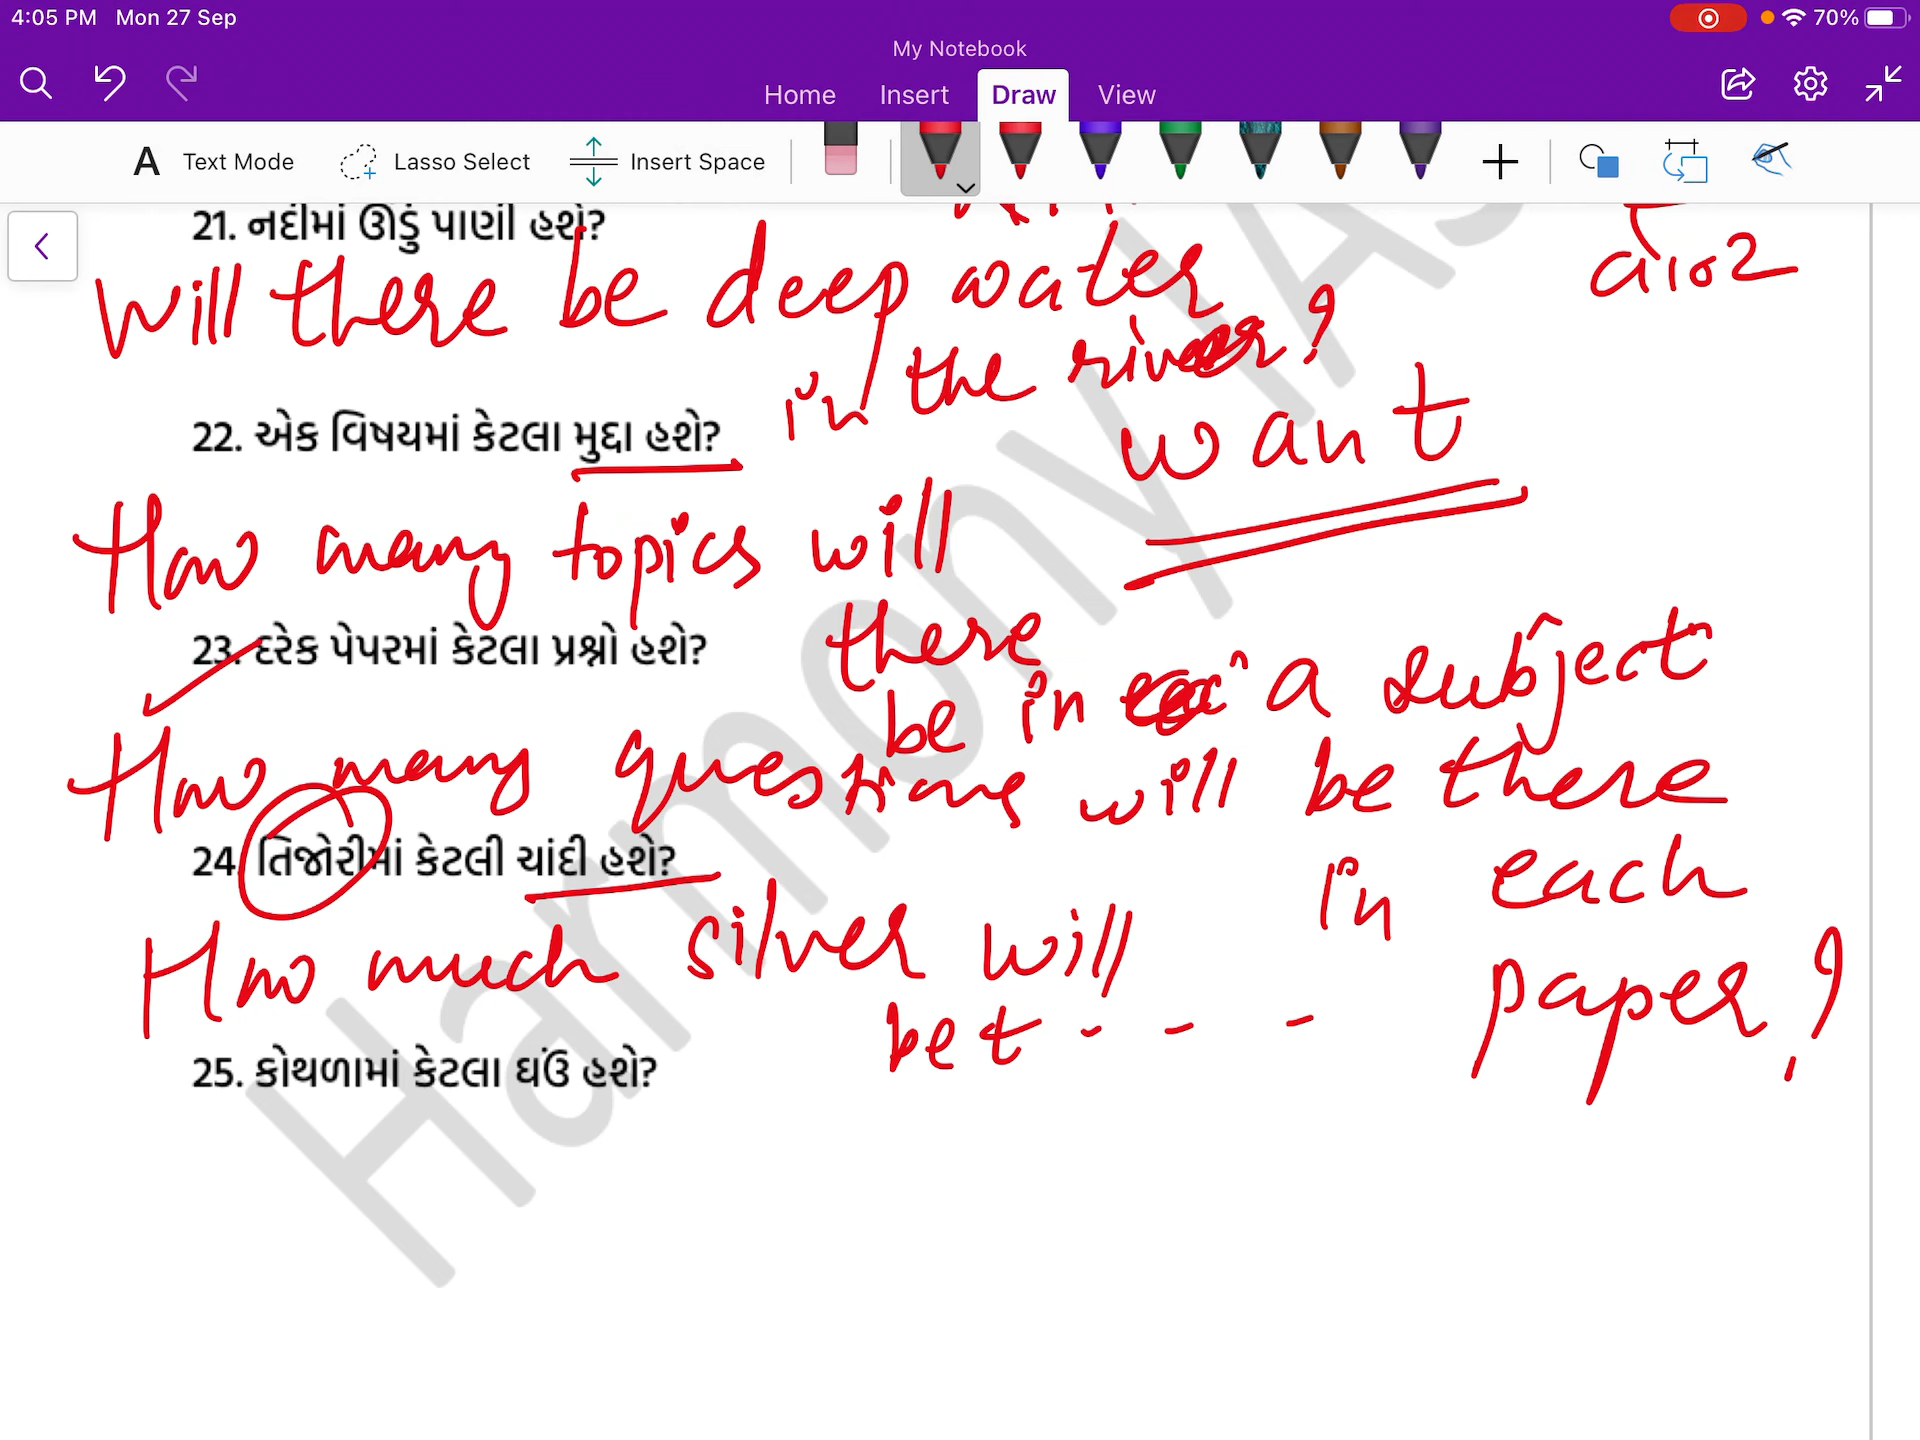 4:05 PM Mon 27 Sep
70%
My Notebook
Home Insert Draw View
A Text Mode Lasso Select Insert Space
21. નદીમાં ઊંડું પાણી હશે?
Will there be deep water
in the river?
want
22. એક વિષયમાં કેટલા મુદ્દા હશે?
How many topics will
there
be in a subject
23. દરેક પેપરમાં કેટલા પ્રશ્નો હશે?
How many questions will be there
in each
paper?
24. તિજોરીમાં કેટલી ચાંદી હશે?
How much silver will
be t - - -
25. કોથળામાં કેટલા ઘઉં હશે?
Harmony IAS